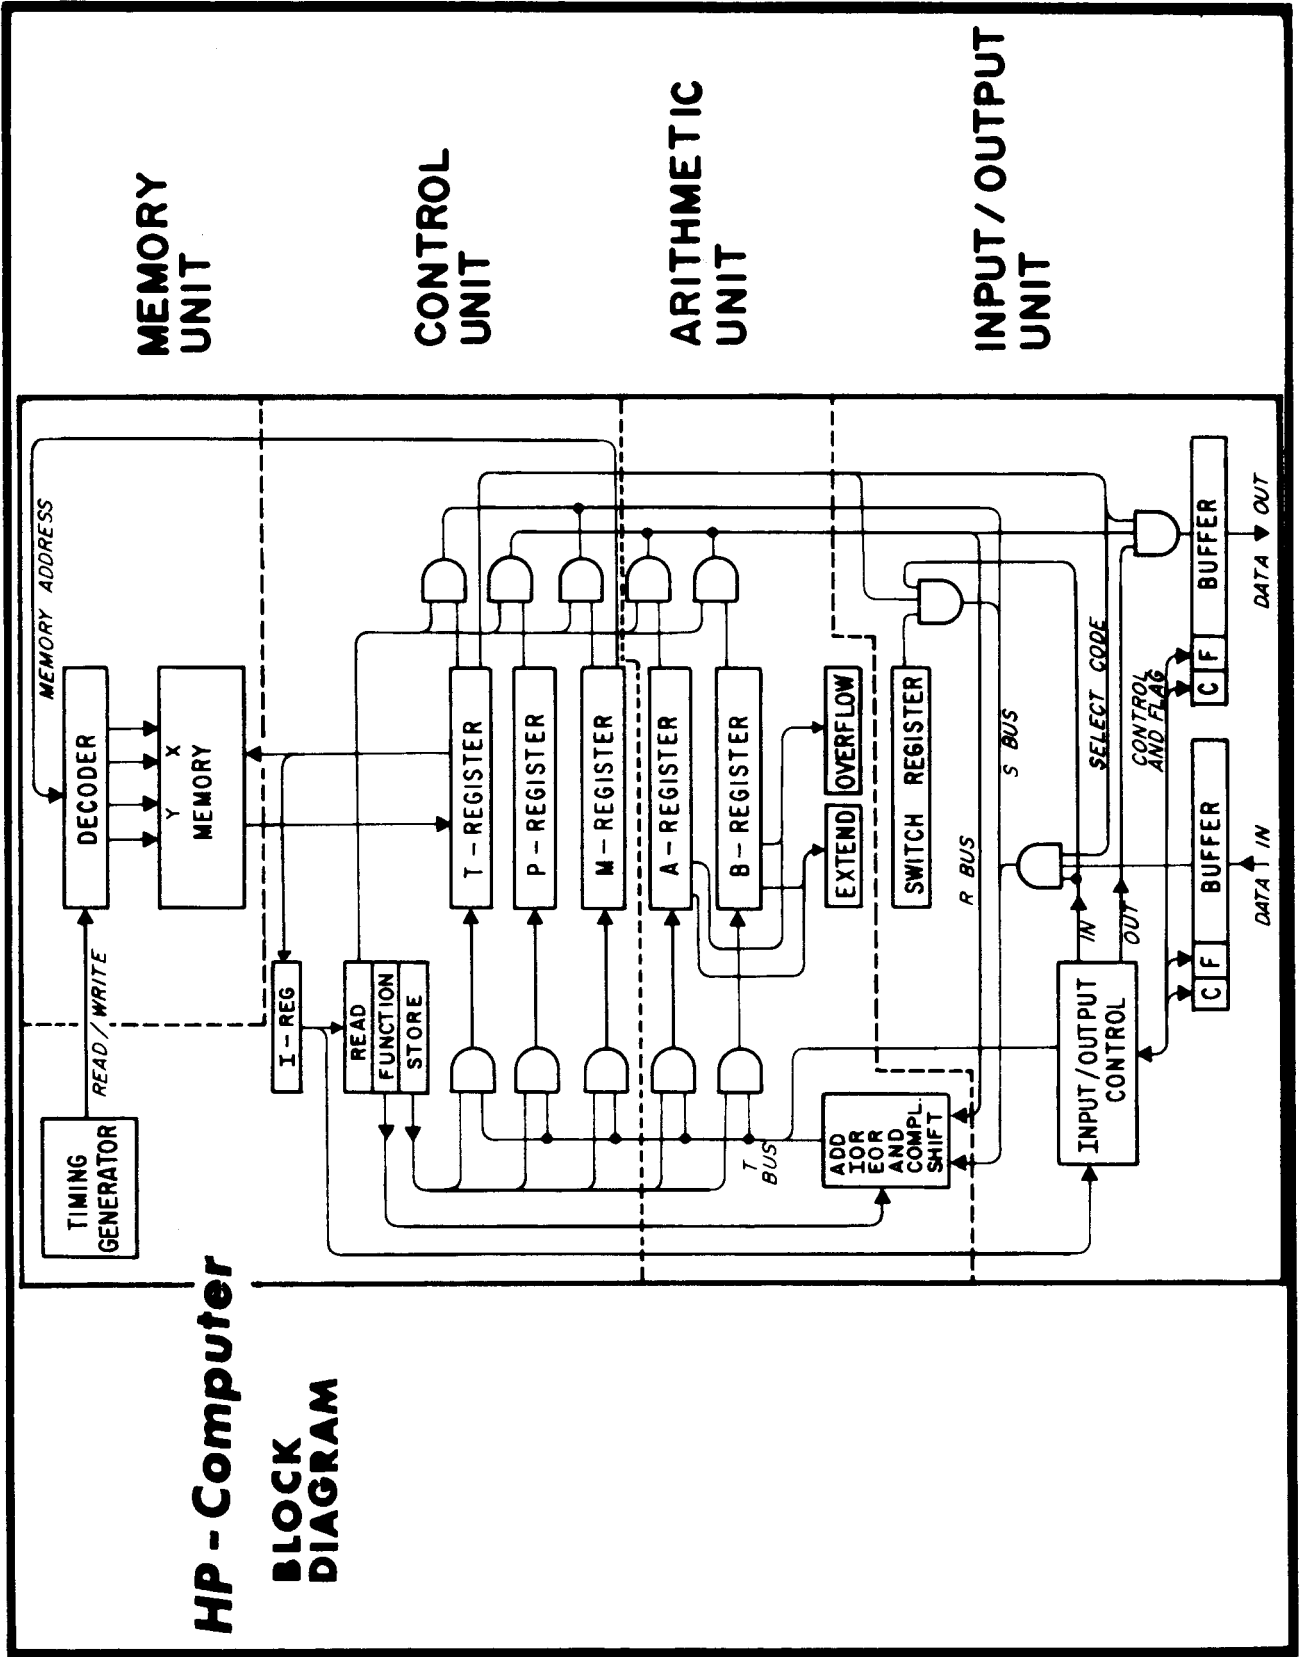 HP-Computer
BLOCK
DIAGRAM
MEMORY
UNIT
CONTROL
UNIT
ARITHMETIC
UNIT
INPUT/OUTPUT
UNIT
TIMING
GENERATOR
READ/WRITE
DECODER
MEMORY ADDRESS
Y X
MEMORY
I-REG
READ
FUNCTION
STORE
T-REGISTER
P-REGISTER
M-REGISTER
A-REGISTER
B-REGISTER
T
BUS
EXTEND
OVERFLOW
ADD
IOR
EOR
AND
COMPL.
SHIFT
SWITCH REGISTER
R BUS
S BUS
INPUT/OUTPUT
CONTROL
IN
OUT
SELECT CODE
CONTROL
AND FLAG
C F BUFFER
C F BUFFER
DATA IN
DATA OUT